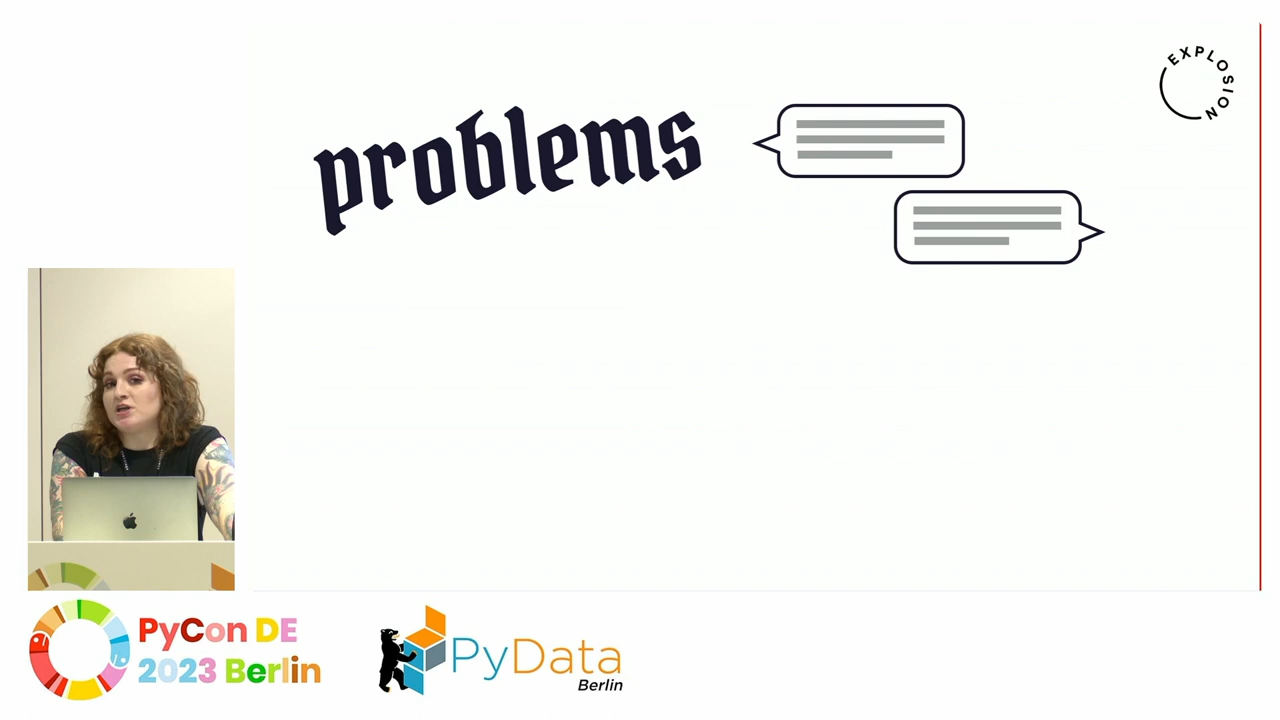 EXPLOSION
problems
PyCon DE
2023 Berlin
PyData
Berlin